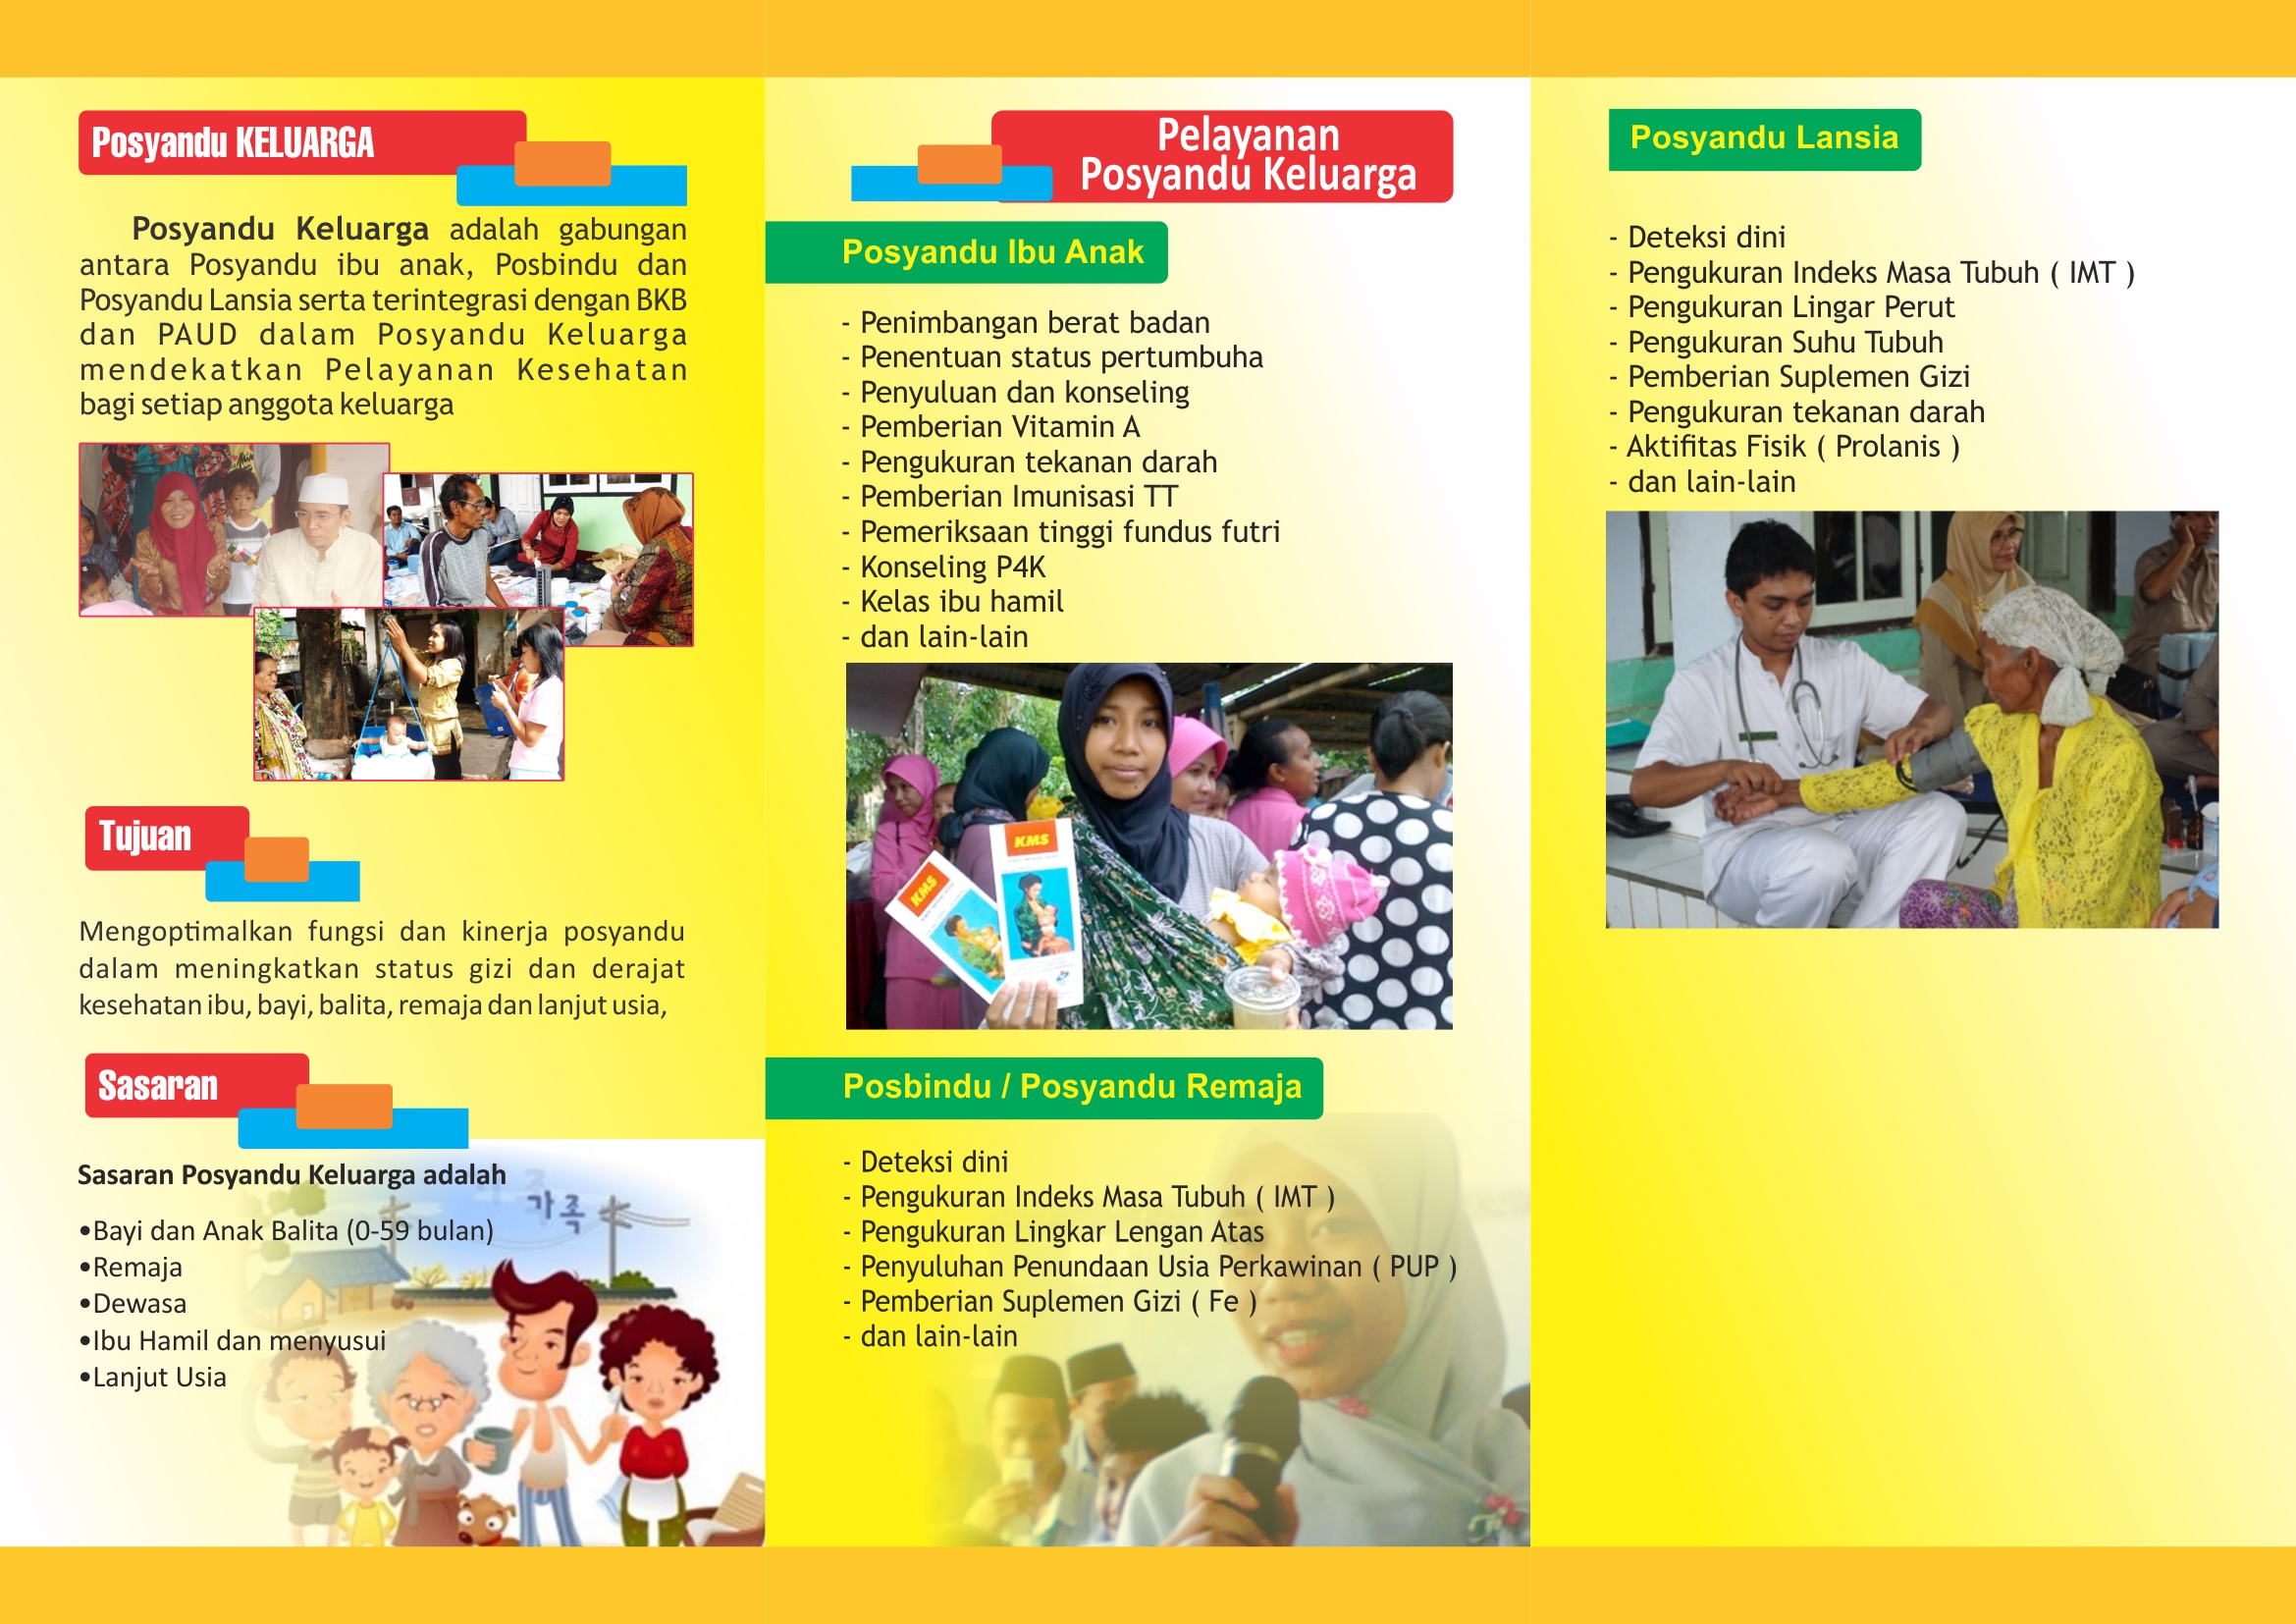 Posyandu KELUARGA
Posyandu Keluarga adalah gabungan
antara Posyandu ibu anak, Posbindu dan
Posyandu Lansia serta terintegrasi dengan BKB
dan PAUD dalam Posyandu Keluarga
mendekatkan Pelayanan Kesehatan
bagi setiap anggota keluarga
Tujuan
Mengoptimalkan fungsi dan kinerja posyandu
dalam meningkatkan status gizi dan derajat
kesehatan ibu, bayi, balita, remaja dan lanjut usia,
Sasaran
Sasaran Posyandu Keluarga adalah
가족
•Bayi dan Anak Balita (0-59 bulan)
•Remaja
•Dewasa
•Ibu Hamil dan menyusui
•Lanjut Usia
Pelayanan
Posyandu Keluarga
Posyandu Ibu Anak
- Penimbangan berat badan
- Penentuan status pertumbuha
- Penyuluan dan konseling
- Pemberian Vitamin A
- Pengukuran tekanan darah
- Pemberian Imunisasi TT
- Pemeriksaan tinggi fundus futri
- Konseling P4K
- Kelas ibu hamil
- dan lain-lain
KMS
KMS
Posbindu / Posyandu Remaja
- Deteksi dini
- Pengukuran Indeks Masa Tubuh ( IMT )
- Pengukuran Lingkar Lengan Atas
- Penyuluhan Penundaan Usia Perkawinan ( PUP )
- Pemberian Suplemen Gizi ( Fe )
- dan lain-lain
Posyandu Lansia
- Deteksi dini
- Pengukuran Indeks Masa Tubuh ( IMT )
- Pengukuran Lingar Perut
- Pengukuran Suhu Tubuh
- Pemberian Suplemen Gizi
- Pengukuran tekanan darah
- Aktifitas Fisik ( Prolanis )
- dan lain-lain